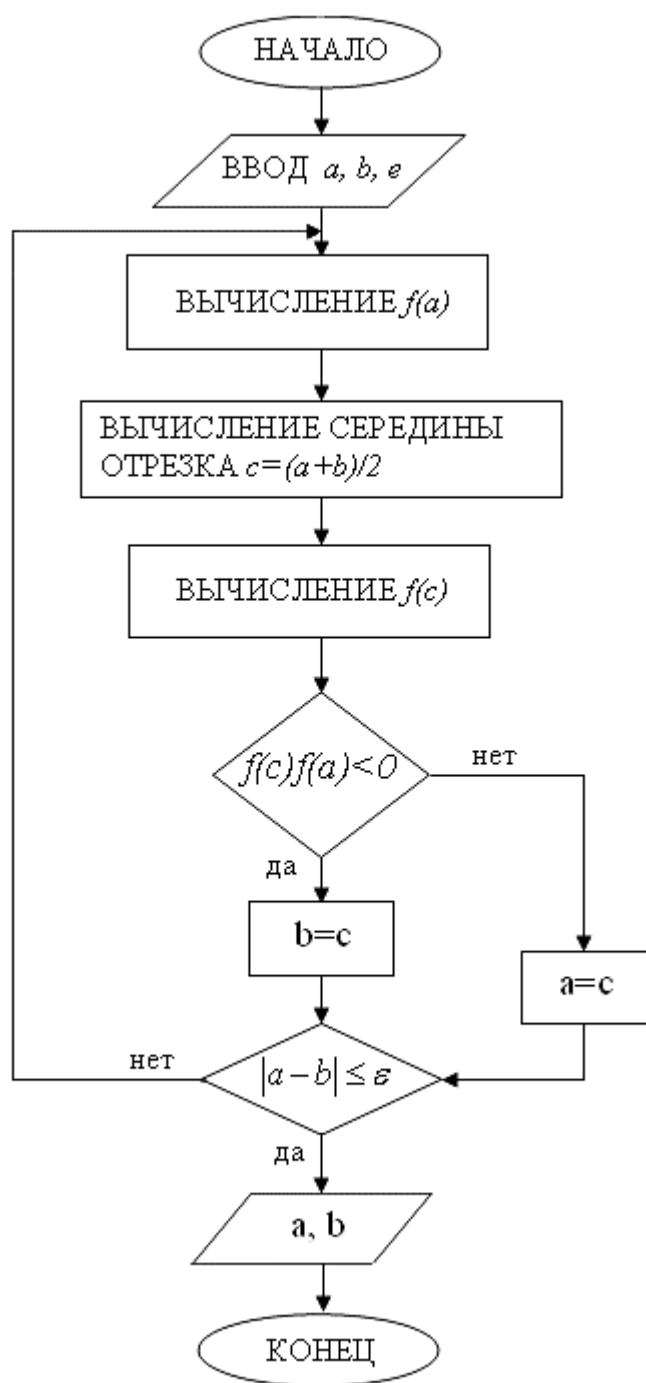 НАЧАЛО
ВВОД a, b, e
ВЫЧИСЛЕНИЕ f(a)
ВЫЧИСЛЕНИЕ СЕРЕДИНЫ
ОТРЕЗКА c=(a+b)/2
ВЫЧИСЛЕНИЕ f(c)
f(c)f(a)<0
нет
да
b=c
a=c
нет
|a−b|≤ε
да
a, b
КОНЕЦ